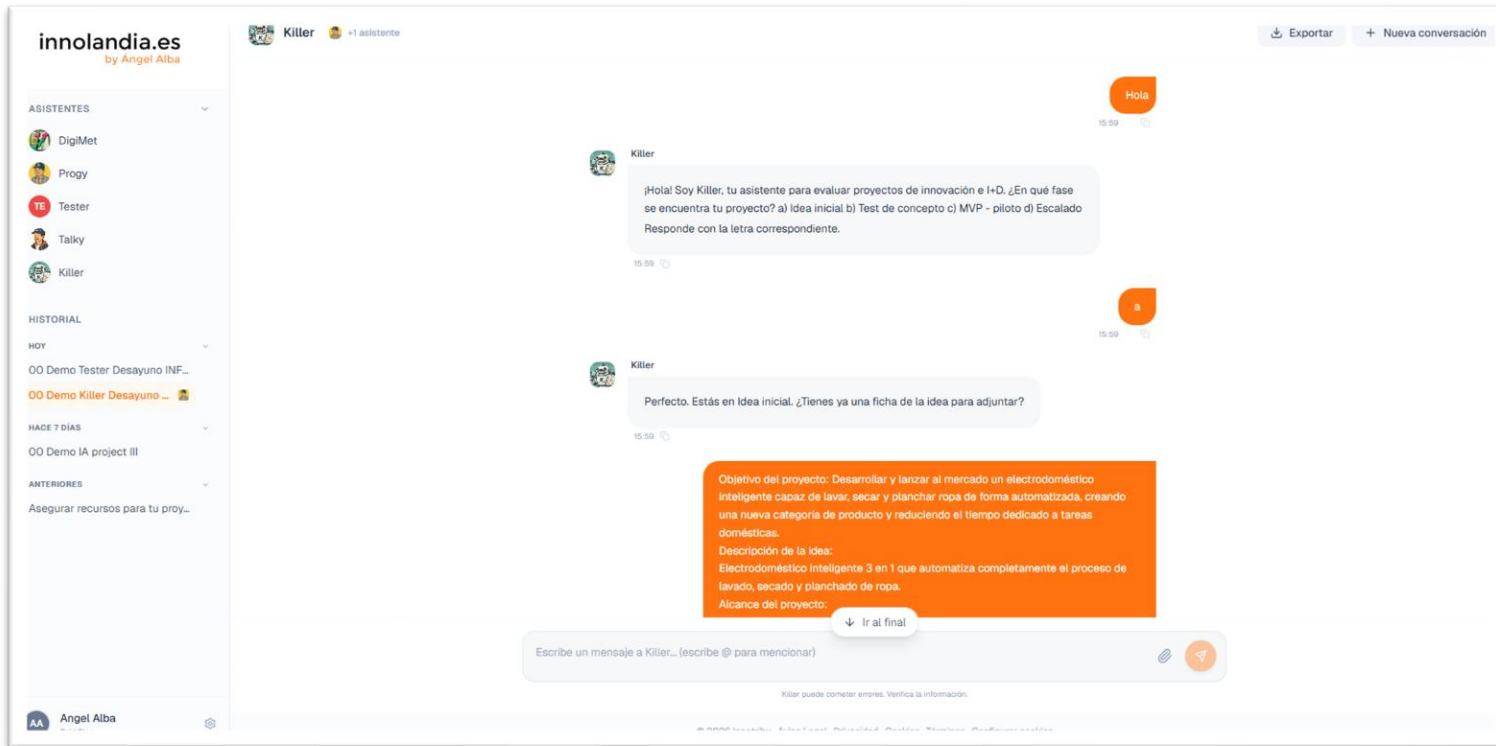 innolandia.es
by Ángel Alba
ASISTENTES
DigiMet
Progy
TE Tester
Talky
Killer
HISTORIAL
HOY
00 Demo Tester Desayuno INF...
00 Demo Killer Desayuno ...
HACE 7 DÍAS
00 Demo IA project III
ANTERIORES
Asegurar recursos para tu proy...
AA Angel Alba
Killer +1 asistente
Exportar
+ Nueva conversación
Hola
15:59
Killer
¡Hola! Soy Killer, tu asistente para evaluar proyectos de innovación e I+D. ¿En qué fase
se encuentra tu proyecto? a) Idea inicial b) Test de concepto c) MVP - piloto d) Escalado
Responde con la letra correspondiente.
15:59
a
15:59
Killer
Perfecto. Estás en Idea inicial. ¿Tienes ya una ficha de la idea para adjuntar?
15:59
Objetivo del proyecto: Desarrollar y lanzar al mercado un electrodoméstico
inteligente capaz de lavar, secar y planchar ropa de forma automatizada, creando
una nueva categoría de producto y reduciendo el tiempo dedicado a tareas
domésticas.
Descripción de la idea:
Electrodoméstico inteligente 3 en 1 que automatiza completamente el proceso de
lavado, secado y planchado de ropa.
Alcance del proyecto:
Ir al final
Escribe un mensaje a Killer... (escribe @ para mencionar)
Killer puede cometer errores. Verifica la información.